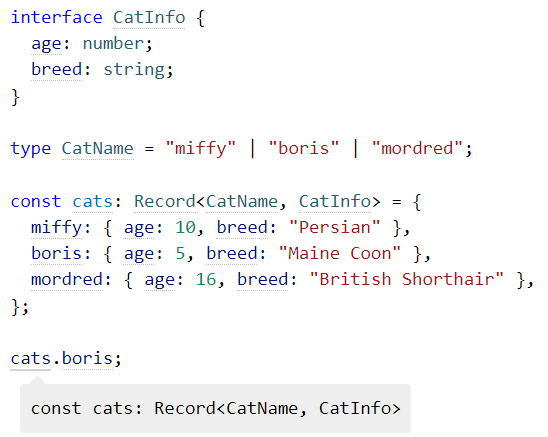 interface CatInfo {
  age: number;
  breed: string;
}

type CatName = "miffy" | "boris" | "mordred";

const cats: Record<CatName, CatInfo> = {
  miffy: { age: 10, breed: "Persian" },
  boris: { age: 5, breed: "Maine Coon" },
  mordred: { age: 16, breed: "British Shorthair" },
};

cats.boris;
const cats: Record<CatName, CatInfo>